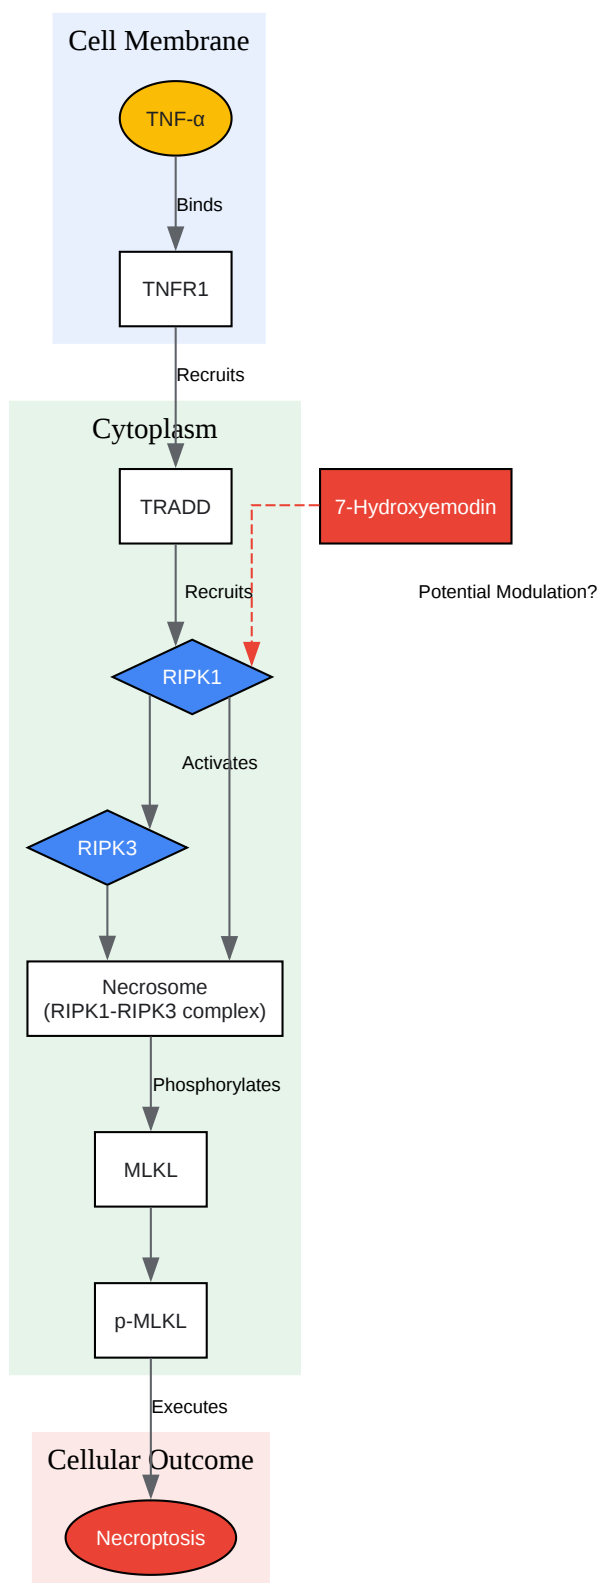 Cell Membrane
TNF-α
Binds
TNFR1
Recruits
Cytoplasm
TRADD
7-Hydroxyemodin
Recruits
Potential Modulation?
RIPK1
Activates
RIPK3
Necrosome
(RIPK1-RIPK3 complex)
Phosphorylates
MLKL
p-MLKL
Executes
Cellular Outcome
Necroptosis